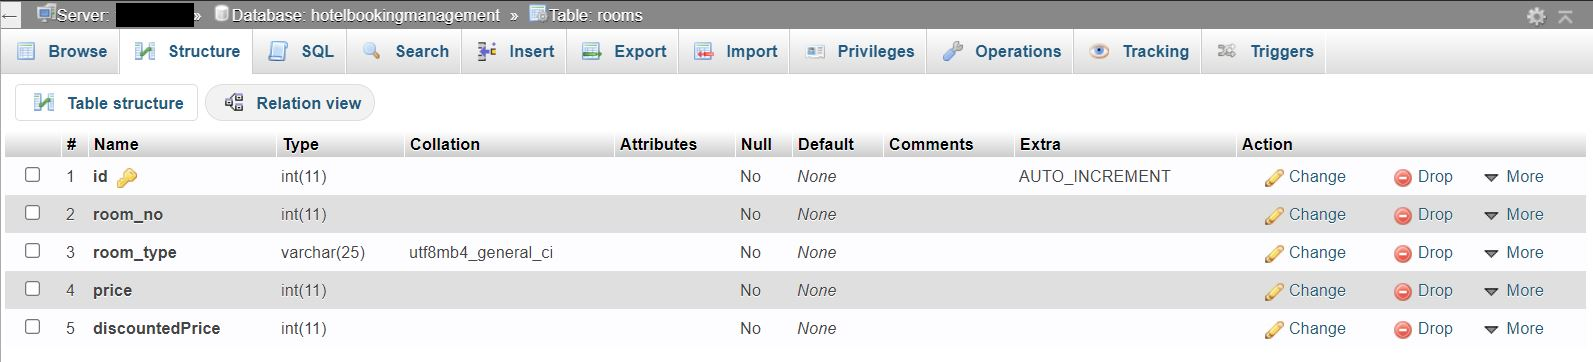 ← Server: » Database: hotelbookingmanagement » Table: rooms
Browse Structure SQL Search Insert Export Import Privileges Operations Tracking Triggers
Table structure Relation view
# Name Type Collation Attributes Null Default Comments Extra Action
1 id int(11) No None AUTO_INCREMENT Change Drop More
2 room_no int(11) No None Change Drop More
3 room_type varchar(25) utf8mb4_general_ci No None Change Drop More
4 price int(11) No None Change Drop More
5 discountedPrice int(11) No None Change Drop More